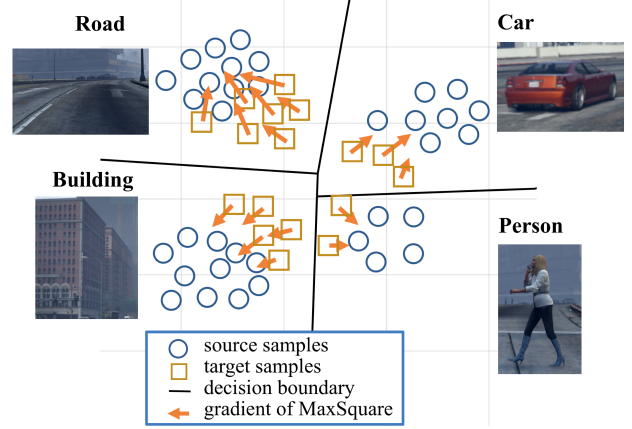 Road
Car
Building
Person
source samples
target samples
decision boundary
gradient of MaxSquare